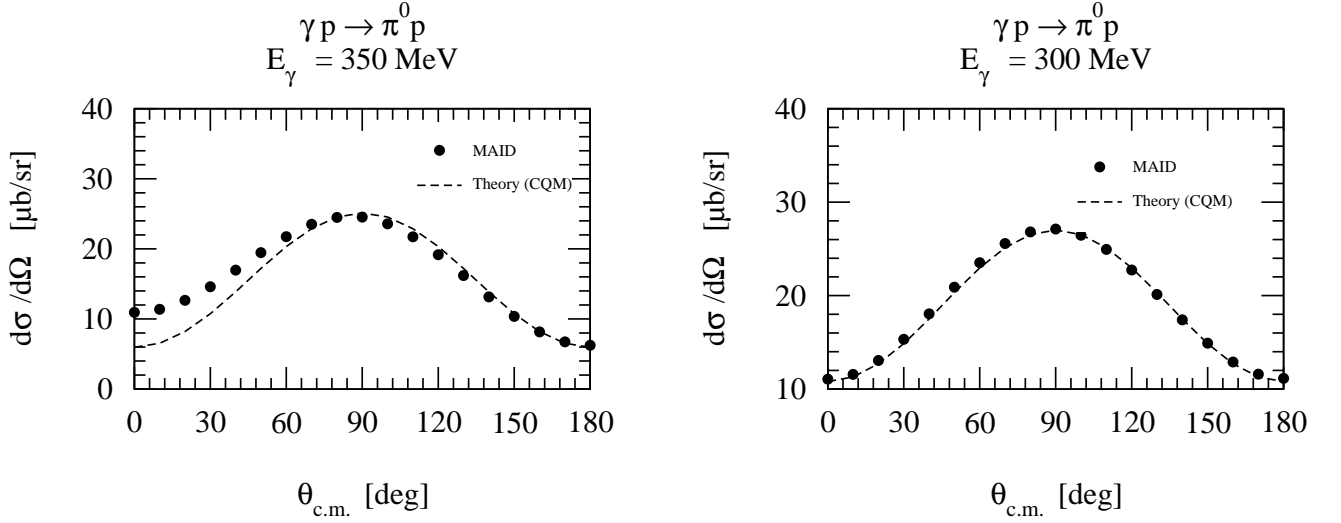 γ p → π⁰p
E_γ = 350 MeV
40
30
20
10
0
dσ/dΩ [μb/sr]
MAID
Theory (CQM)
0 30 60 90 120 150 180
θ_c.m. [deg]
γ p → π⁰p
E_γ = 300 MeV
40
30
20
10
dσ/dΩ [μb/sr]
MAID
Theory (CQM)
0 30 60 90 120 150 180
θ_c.m. [deg]